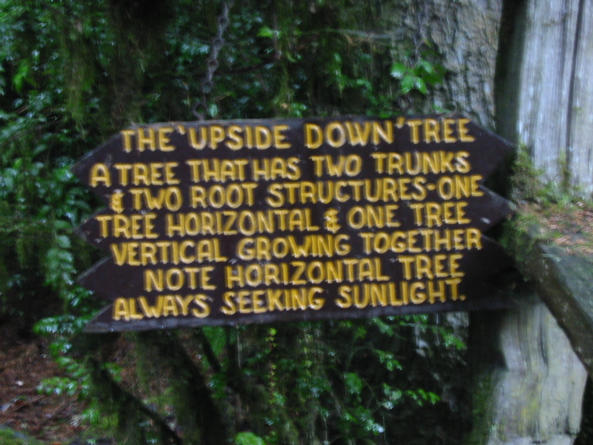 THE 'UPSIDE DOWN' TREE
A TREE THAT HAS TWO TRUNKS
& TWO ROOT STRUCTURES-ONE
TREE HORIZONTAL & ONE TREE
VERTICAL GROWING TOGETHER
NOTE HORIZONTAL TREE
ALWAYS SEEKING SUNLIGHT.